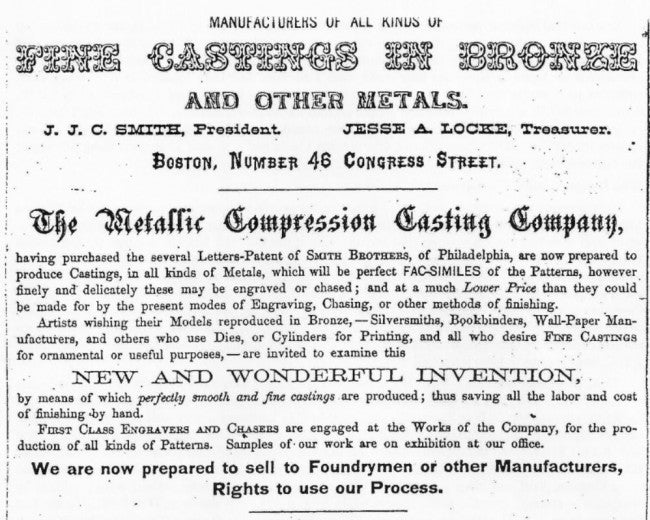 MANUFACTURERS OF ALL KINDS OF
FINE CASTINGS IN BRONZE
AND OTHER METALS.
J. J. C. SMITH, President. JESSE A. LOCKE, Treasurer.
BOSTON, NUMBER 46 CONGRESS STREET.
The Metallic Compression Casting Company,
having purchased the several Letters-Patent of SMITH BROTHERS, of Philadelphia, are now prepared to
produce Castings, in all kinds of Metals, which will be perfect FAC-SIMILES of the Patterns, however
finely and delicately these may be engraved or chased; and at a much Lower Price than they could
be made for by the present modes of Engraving, Chasing, or other methods of finishing.
Artists wishing their Models reproduced in Bronze, — Silversmiths, Bookbinders, Wall-Paper Man-
ufacturers, and others who use Dies, or Cylinders for Printing, and all who desire FINE CASTINGS
for ornamental or useful purposes, — are invited to examine this
NEW AND WONDERFUL INVENTION,
by means of which perfectly smooth and fine castings are produced; thus saving all the labor and cost
of finishing by hand.
FIRST CLASS ENGRAVERS AND CHASERS are engaged at the Works of the Company, for the pro-
duction of all kinds of Patterns. Samples of our work are on exhibition at our office.
We are now prepared to sell to Foundrymen or other Manufacturers,
Rights to use our Process.